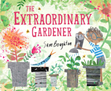 THE
EXTRAORDINARY
GARDENER
Sam Boughton